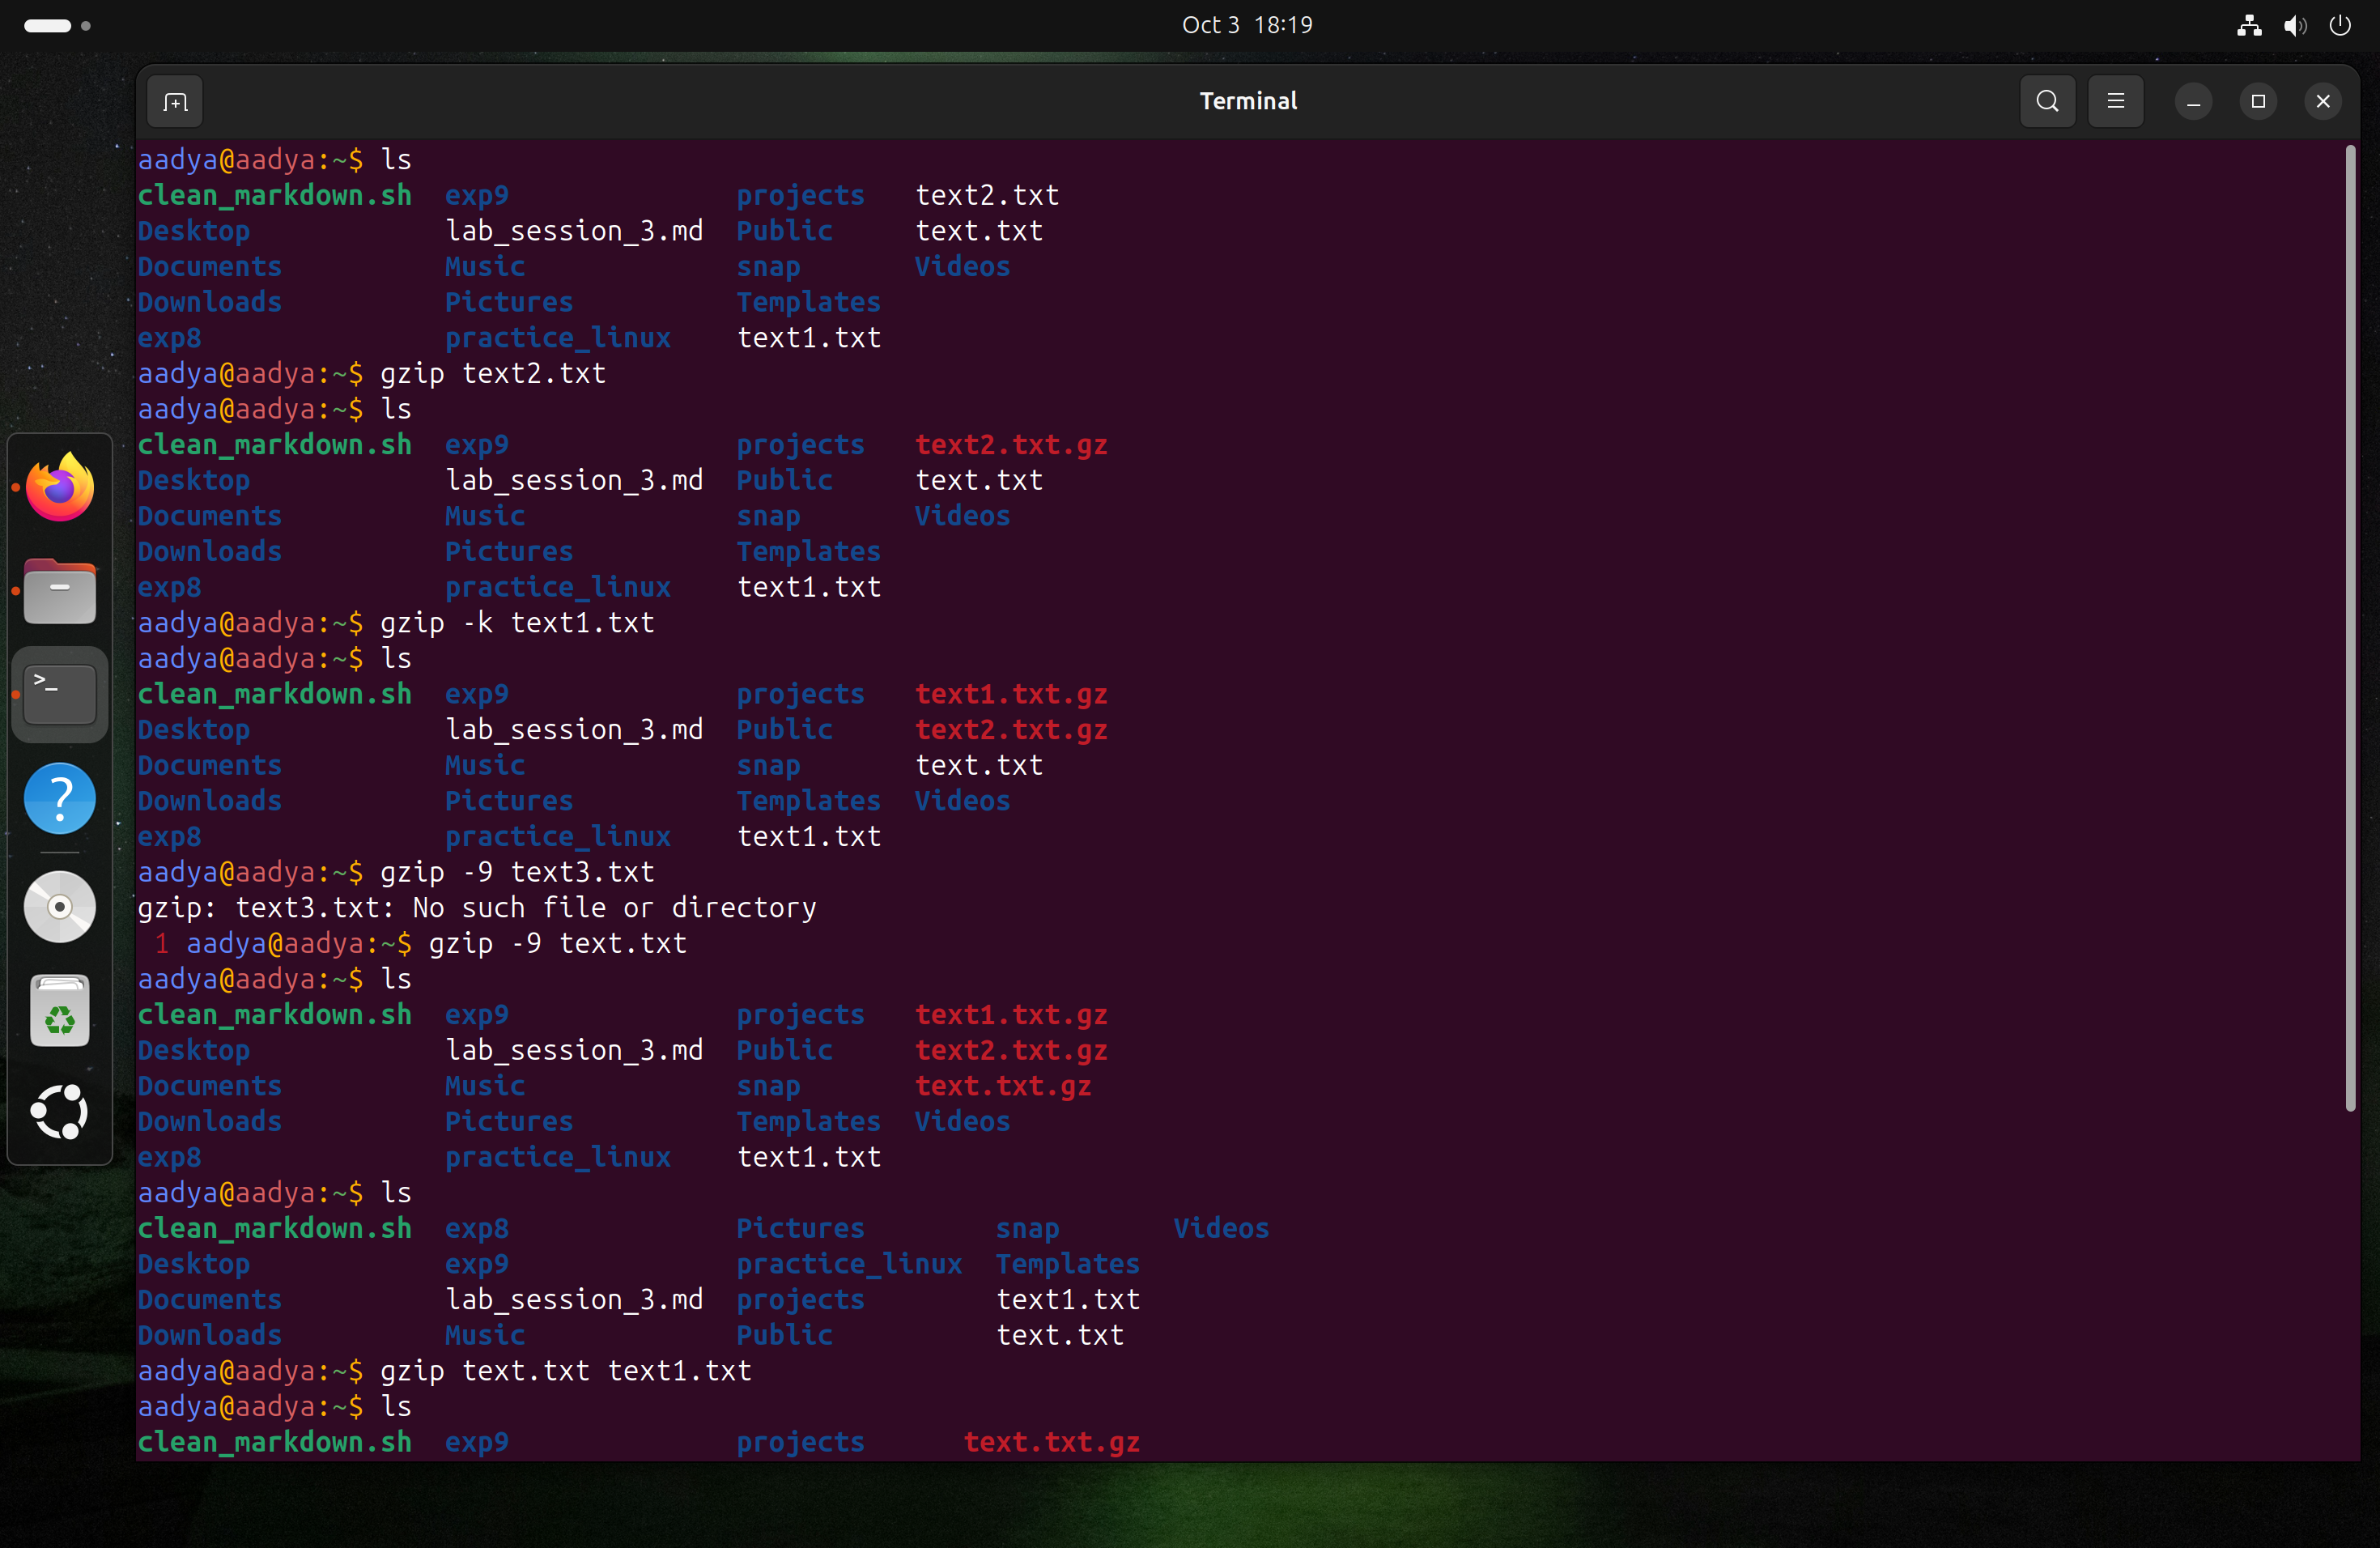 Oct 3 18:19
Terminal
aadya@aadya:~$ ls
clean_markdown.sh exp9 projects text2.txt
Desktop lab_session_3.md Public text.txt
Documents Music snap Videos
Downloads Pictures Templates
exp8 practice_linux text1.txt
aadya@aadya:~$ gzip text2.txt
aadya@aadya:~$ ls
clean_markdown.sh exp9 projects text2.txt.gz
Desktop lab_session_3.md Public text.txt
Documents Music snap Videos
Downloads Pictures Templates
exp8 practice_linux text1.txt
aadya@aadya:~$ gzip -k text1.txt
aadya@aadya:~$ ls
clean_markdown.sh exp9 projects text1.txt.gz
Desktop lab_session_3.md Public text2.txt.gz
Documents Music snap text.txt
Downloads Pictures Templates Videos
exp8 practice_linux text1.txt
aadya@aadya:~$ gzip -9 text3.txt
gzip: text3.txt: No such file or directory
1 aadya@aadya:~$ gzip -9 text.txt
aadya@aadya:~$ ls
clean_markdown.sh exp9 projects text1.txt.gz
Desktop lab_session_3.md Public text2.txt.gz
Documents Music snap text.txt.gz
Downloads Pictures Templates Videos
exp8 practice_linux text1.txt
aadya@aadya:~$ ls
clean_markdown.sh exp8 Pictures snap Videos
Desktop exp9 practice_linux Templates
Documents lab_session_3.md projects text1.txt
Downloads Music Public text.txt
aadya@aadya:~$ gzip text.txt text1.txt
aadya@aadya:~$ ls
clean_markdown.sh exp9 projects text.txt.gz